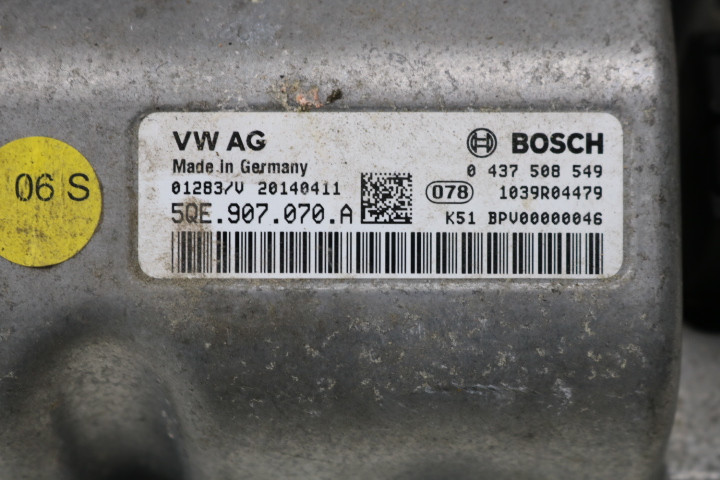 VW AG
Made in Germany
01283/V 20140411
5QE.907.070.A
BOSCH
0 437 508 549
078 1039R04479
K51 BPV00000046
06 S